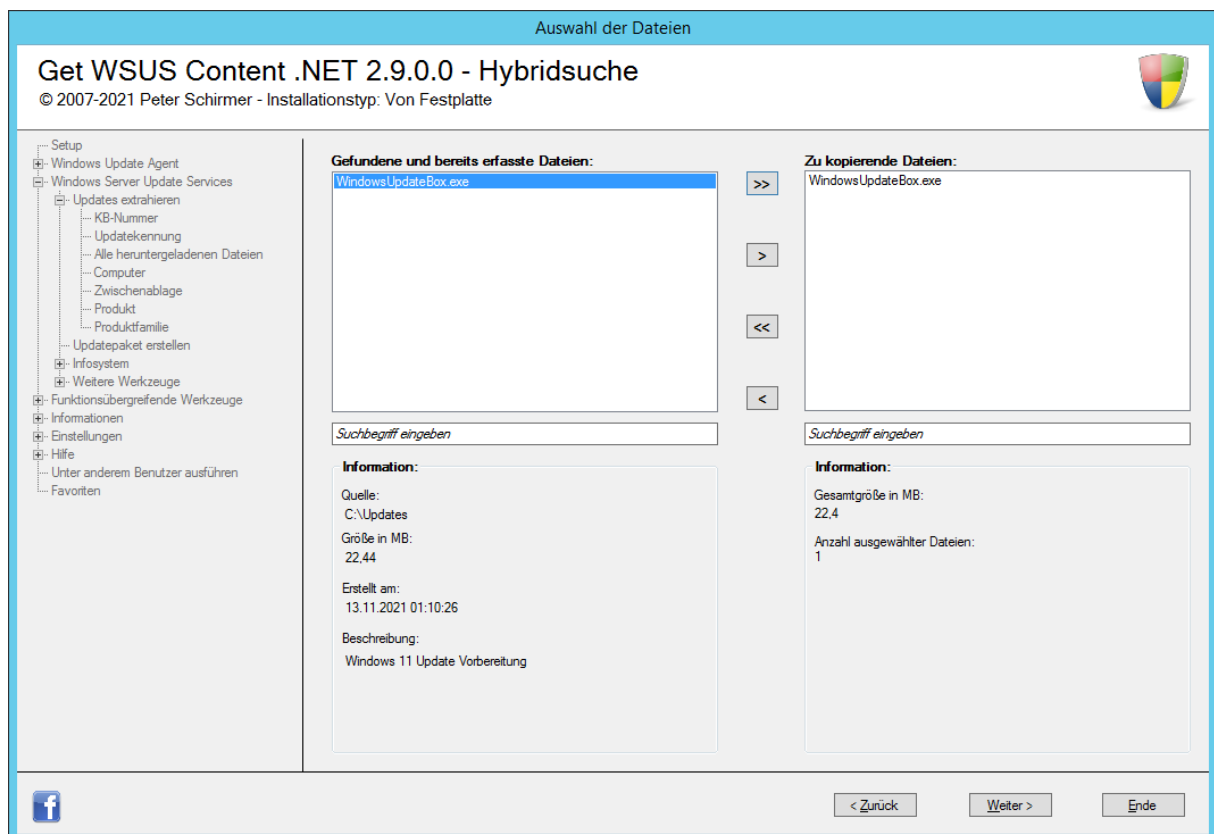 Auswahl der Dateien
Get WSUS Content .NET 2.9.0.0 - Hybridsuche
© 2007-2021 Peter Schirmer - Installationstyp: Von Festplatte
Setup
Windows Update Agent
Windows Server Update Services
Updates extrahieren
KB-Nummer
Updatekennung
Alle heruntergeladenen Dateien
Computer
Zwischenablage
Produkt
Produktfamilie
Updatepaket erstellen
Infosystem
Weitere Werkzeuge
Funktionsübergreifende Werkzeuge
Informationen
Einstellungen
Hilfe
Unter anderem Benutzer ausführen
Favoriten
Gefundene und bereits erfasste Dateien:
WindowsUpdateBox.exe
Suchbegriff eingeben
Information:
Quelle:
C:\Updates
Größe in MB:
22,44
Erstellt am:
13.11.2021 01:10:26
Beschreibung:
Windows 11 Update Vorbereitung
>>
>
<<
<
Zu kopierende Dateien:
WindowsUpdateBox.exe
Suchbegriff eingeben
Information:
Gesamtgröße in MB:
22,4
Anzahl ausgewählter Dateien:
1
f
< Zurück
Weiter >
Ende